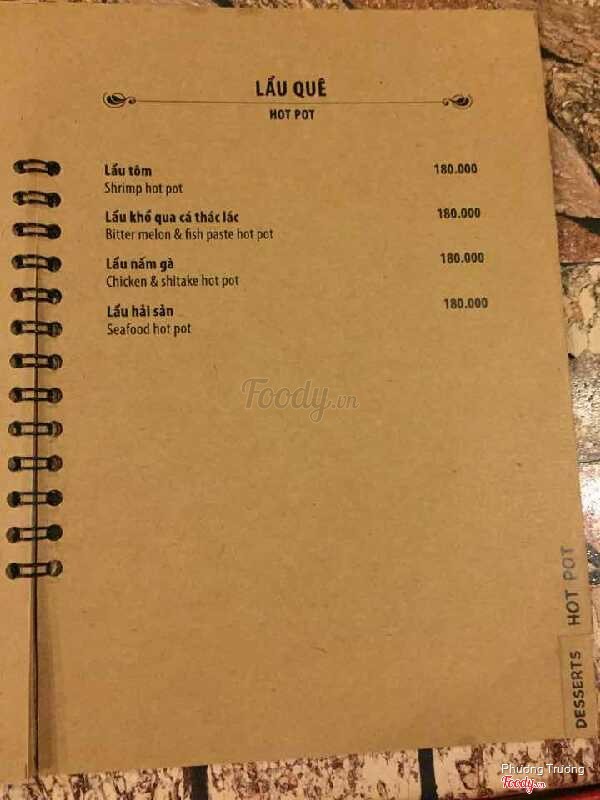 LẨU QUÊ
HOT POT
Lẩu tôm 180.000
Shrimp hot pot
Lẩu khổ qua cá thác lác 180.000
Bitter melon & fish paste hot pot
Lẩu nấm gà 180.000
Chicken & shitake hot pot
Lẩu hải sản 180.000
Seafood hot pot
Foody.vn
HOT POT
DESSERTS
Phương Trương
Foody.vn